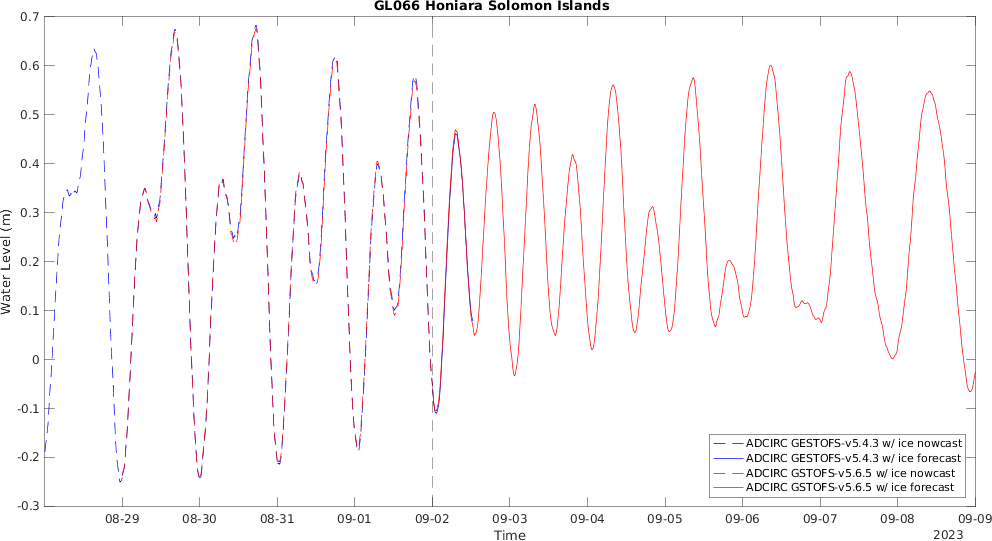 GL066 Honiara Solomon Islands
Water Level (m)
0.7
0.6
0.5
0.4
0.3
0.2
0.1
0
-0.1
-0.2
-0.3
ADCIRC GESTOFS-v5.4.3 w/ ice nowcast
ADCIRC GESTOFS-v5.4.3 w/ ice forecast
ADCIRC GSTOFS-v5.6.5 w/ ice nowcast
ADCIRC GSTOFS-v5.6.5 w/ ice forecast
08-29 08-30 08-31 09-01 09-02 09-03 09-04 09-05 09-06 09-07 09-08 09-09
Time
2023